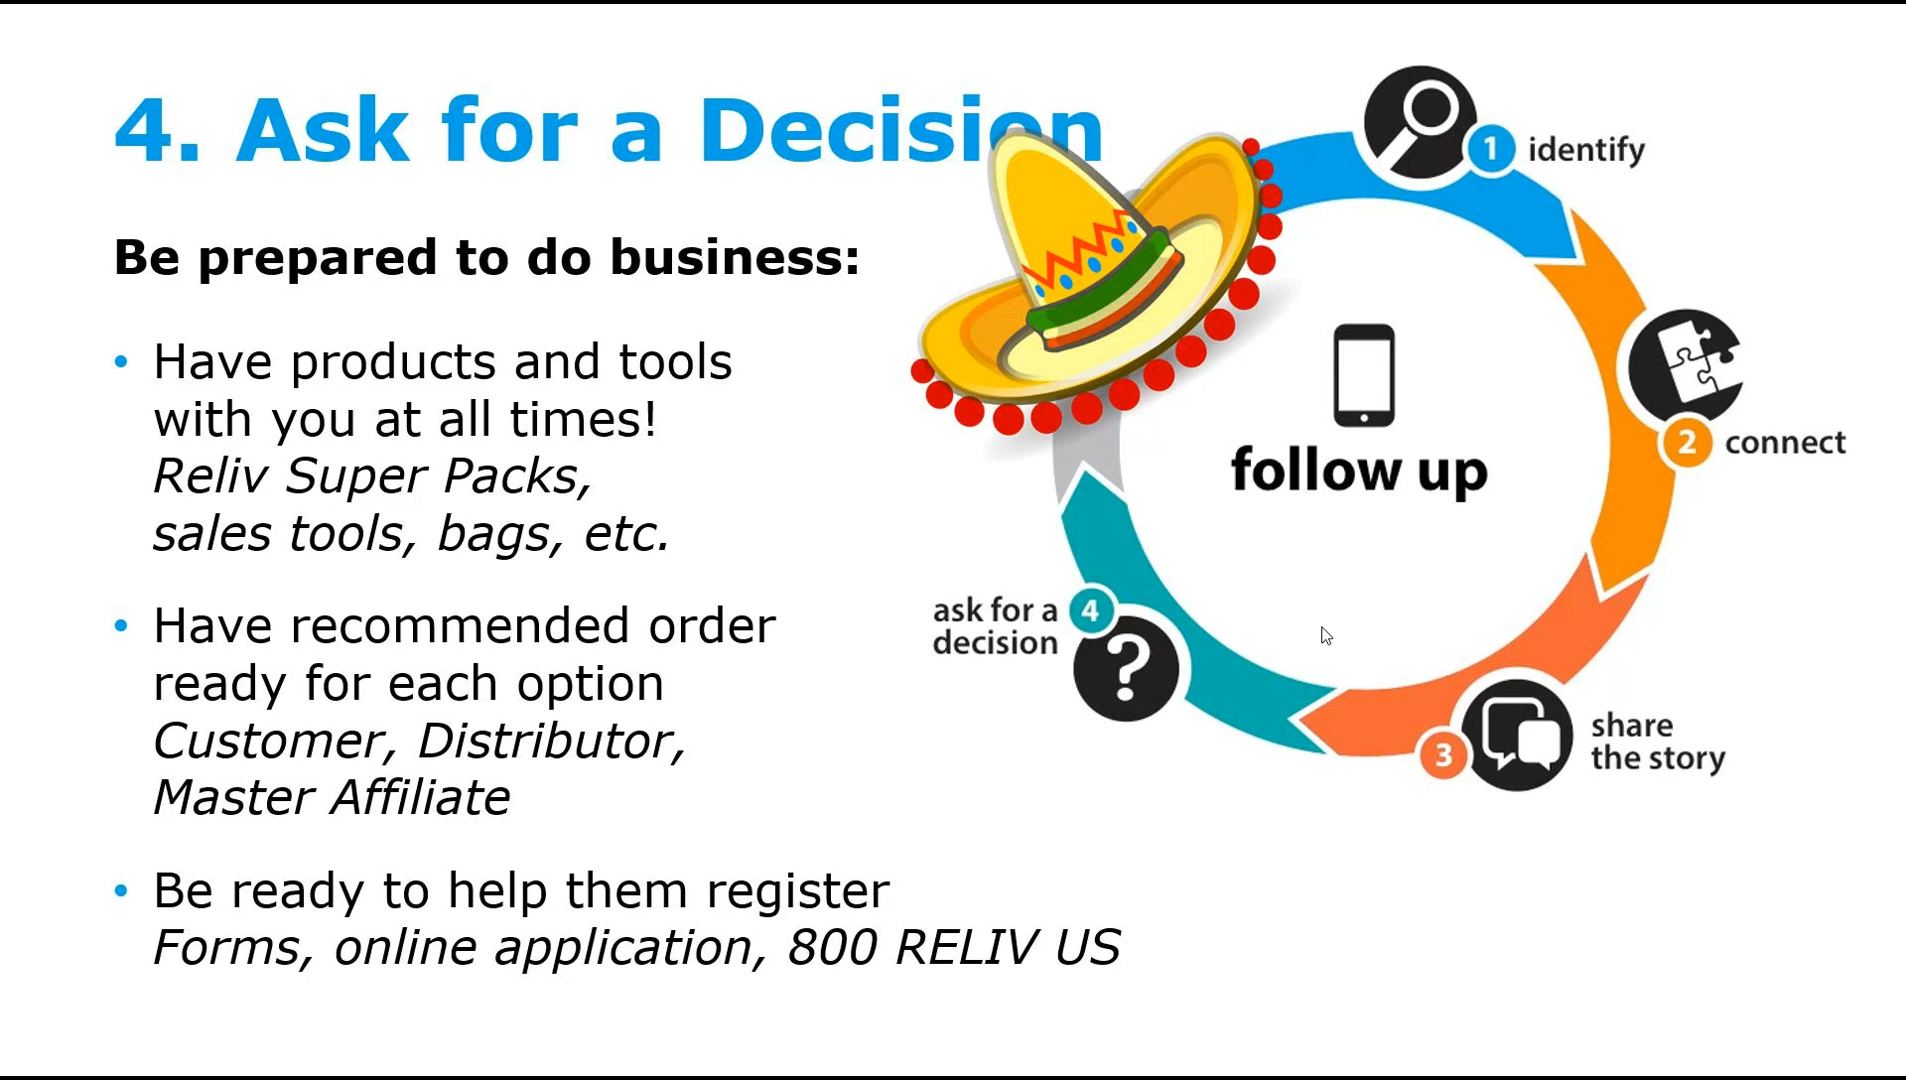 4. Ask for a Decision
Be prepared to do business:
• Have products and tools
with you at all times!
Reliv Super Packs,
sales tools, bags, etc.
• Have recommended order
ready for each option
Customer, Distributor,
Master Affiliate
• Be ready to help them register
Forms, online application, 800 RELIV US
1 identify
2 connect
3 share
the story
4 ask for a
decision
?
follow up